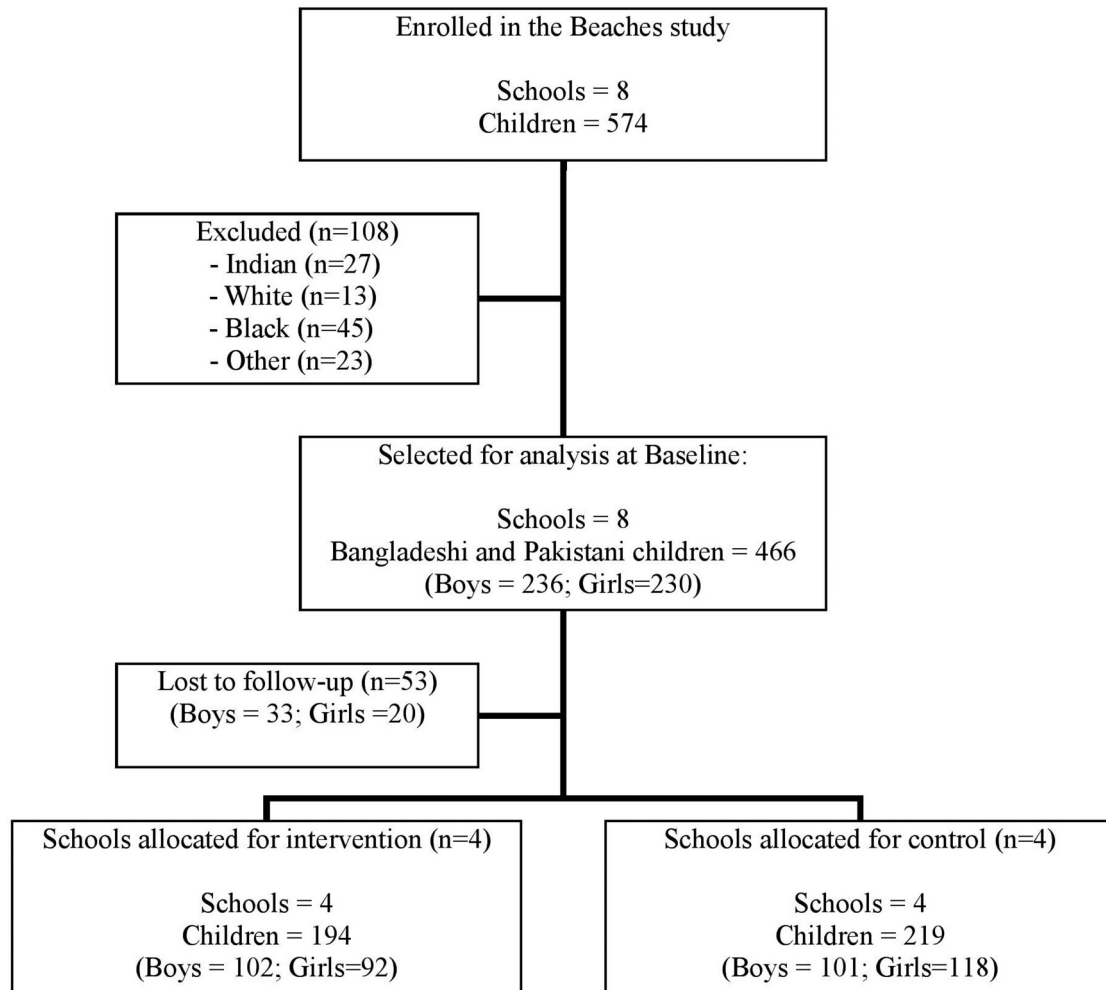 Enrolled in the Beaches study
Schools = 8
Children = 574
Excluded (n=108)
- Indian (n=27)
- White (n=13)
- Black (n=45)
- Other (n=23)
Selected for analysis at Baseline:
Schools = 8
Bangladeshi and Pakistani children = 466
(Boys = 236; Girls=230)
Lost to follow-up (n=53)
(Boys = 33; Girls =20)
Schools allocated for intervention (n=4)
Schools = 4
Children = 194
(Boys = 102; Girls=92)
Schools allocated for control (n=4)
Schools = 4
Children = 219
(Boys = 101; Girls=118)